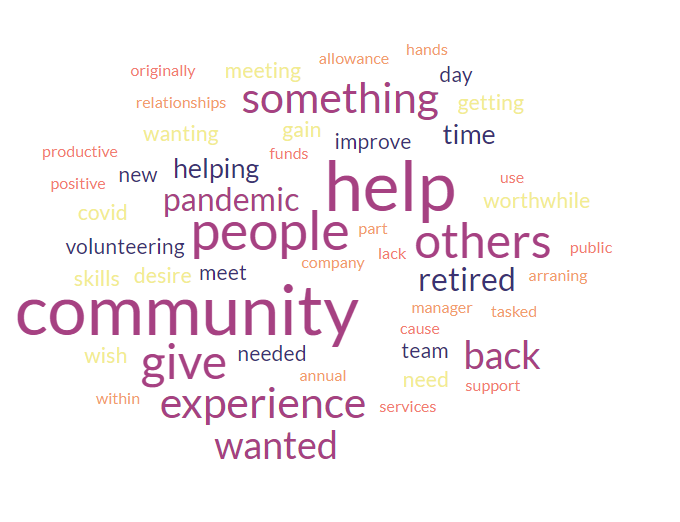 hands
allowance
originally meeting day
something getting
relationships
wanting gain improve time
productive funds
positive new helping help use
pandemic worthwhile
covid people part others
volunteering company lack public
skills desire meet retired arraning
community manager tasked
cause
wish give needed team back
annual need support
within experience services
wanted